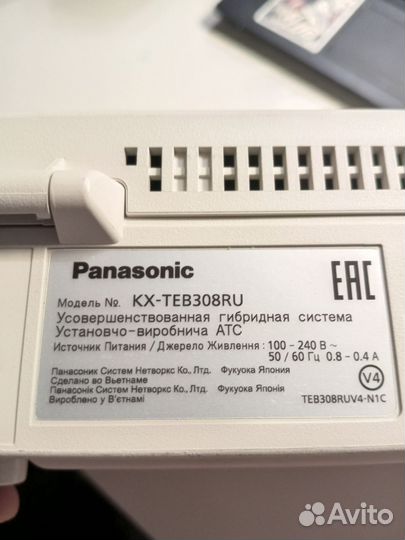 Panasonic
EAC
Модель №. KX-TEB308RU
Усовершенствованная гибридная система
Установчо-виробнича АТС
Источник Питания / Джерело Живлення : 100 - 240 В ~
50 / 60 Гц 0.8 - 0.4 А
Панасоник Систем Нетворкс Ко., Лтд. Фукуока Япония
Сделано во Вьетнаме
Панасонік Систем Нетворкс Ко., Лтд. Фукуока Японія
Вироблено у В'єтнамі
V4
TEB308RUV4-N1C
Avito